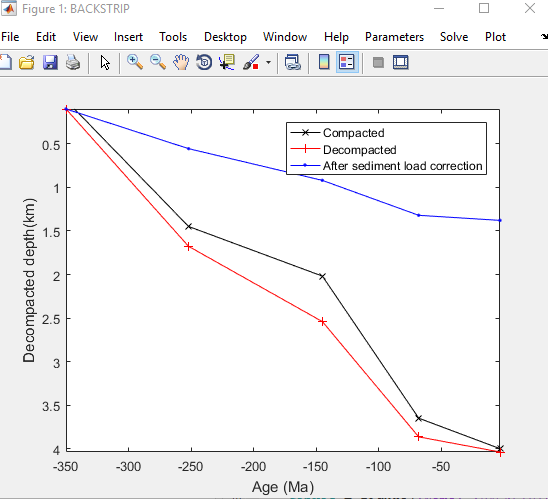 Figure 1: BACKSTRIP
File Edit View Insert Tools Desktop Window Help Parameters Solve Plot
Compacted
Decompacted
After sediment load correction
Decompacted depth(km)
0.5
1
1.5
2
2.5
3
3.5
4
-350 -300 -250 -200 -150 -100 -50
Age (Ma)